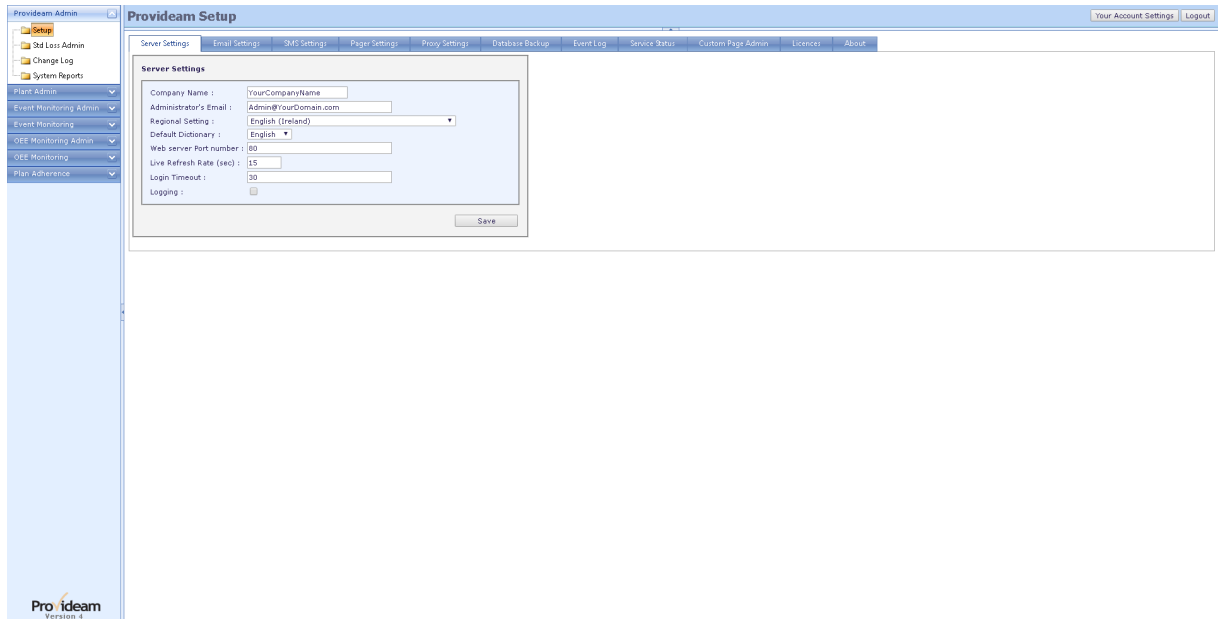 Provideam Admin
Setup
Std Loss Admin
Change Log
System Reports
Plant Admin
Event Monitoring Admin
Event Monitoring
OEE Monitoring Admin
OEE Monitoring
Plan Adherence
Provideam
Version 4
Provideam Setup
Your Account Settings Logout
Server Settings Email Settings SMS Settings Pager Settings Proxy Settings Database Backup Event Log Service Status Custom Page Admin Licences About
Server Settings
Company Name : YourCompanyName
Administrator's Email : Admin@YourDomain.com
Regional Setting : English (Ireland)
Default Dictionary : English
Web server Port number : 80
Live Refresh Rate (sec) : 15
Login Timeout : 30
Logging :
Save